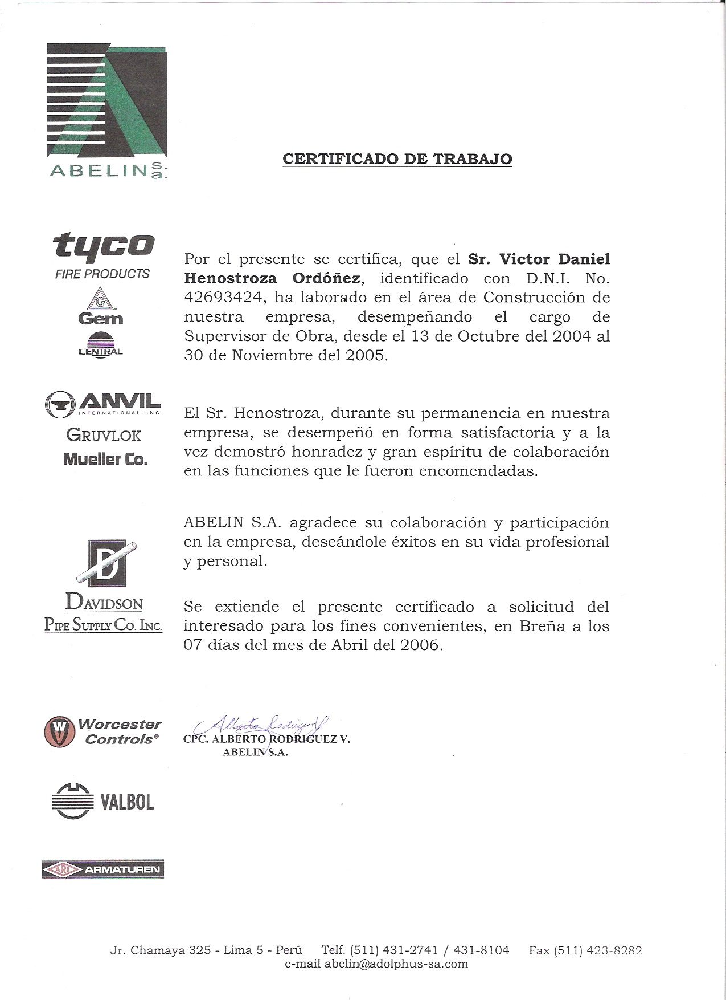 ABELIN S.A.
CERTIFICADO DE TRABAJO
tyco
FIRE PRODUCTS
G
Gem
CENTRAL
Por el presente se certifica, que el Sr. Victor Daniel
Henostroza Ordóñez, identificado con D.N.I. No.
42693424, ha laborado en el área de Construcción de
nuestra empresa, desempeñando el cargo de
Supervisor de Obra, desde el 13 de Octubre del 2004 al
30 de Noviembre del 2005.
ANVIL
INTERNATIONAL, INC.
GRUVLOK
Mueller Co.
El Sr. Henostroza, durante su permanencia en nuestra
empresa, se desempeñó en forma satisfactoria y a la
vez demostró honradez y gran espíritu de colaboración
en las funciones que le fueron encomendadas.
ABELIN S.A. agradece su colaboración y participación
en la empresa, deseándole éxitos en su vida profesional
y personal.
D
DAVIDSON
PIPE SUPPLY CO. INC.
Se extiende el presente certificado a solicitud del
interesado para los fines convenientes, en Breña a los
07 días del mes de Abril del 2006.
W
V
Worcester
Controls®
Alberto Rodriguez
CPC. ALBERTO RODRIGUEZ V.
ABELIN S.A.
VALBOL
ARI ARMATUREN
Jr. Chamaya 325 - Lima 5 - Perú Telf. (511) 431-2741 / 431-8104 Fax (511) 423-8282
e-mail abelin@adolphus-sa.com